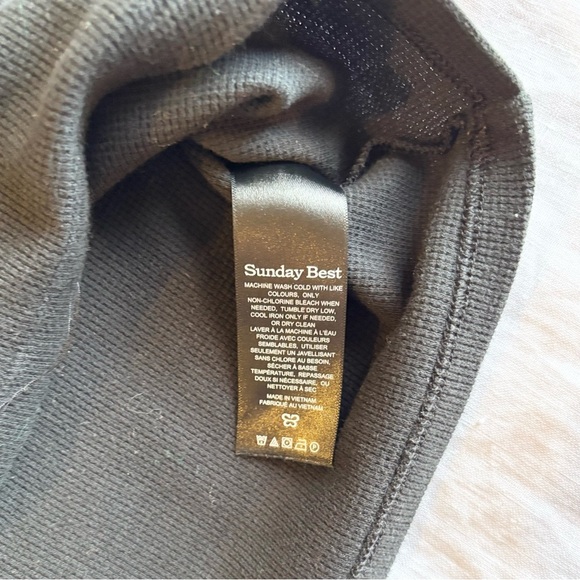 Sunday Best
MACHINE WASH COLD WITH LIKE
COLOURS, ONLY
NON-CHLORINE BLEACH WHEN
NEEDED, TUMBLE DRY LOW,
COOL IRON ONLY IF NEEDED,
OR DRY CLEAN
LAVER À LA MACHINE À L'EAU
FROIDE AVEC COULEURS
SEMBLABLES, UTILISER
SEULEMENT UN JAVELLISANT
SANS CHLORE AU BESOIN,
SÉCHER À BASSE
TEMPÉRATURE, REPASSAGE
DOUX SI NÉCESSAIRE, OU
NETTOYER À SEC
MADE IN VIETNAM
FABRIQUÉ AU VIETNAM